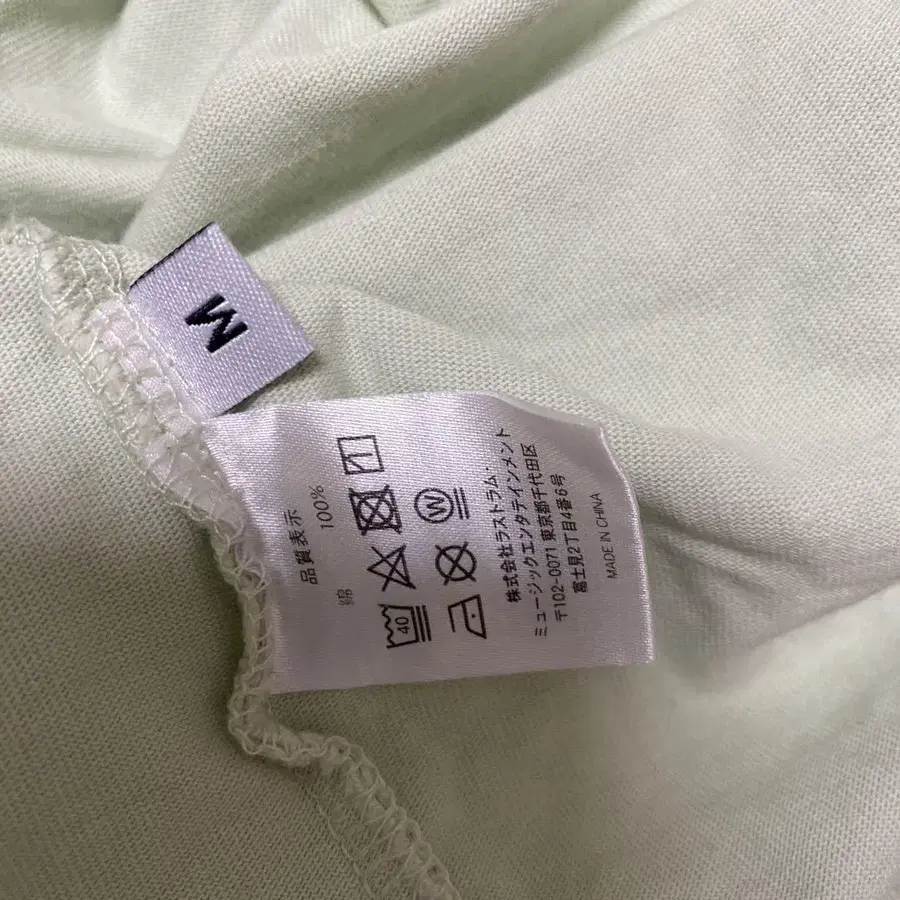 M
品質表示
綿 100%
40
W
株式会社ラストラム・
ミュージックエンタテインメント
〒102-0071 東京都千代田区
富士見2丁目4番6号
MADE IN CHINA